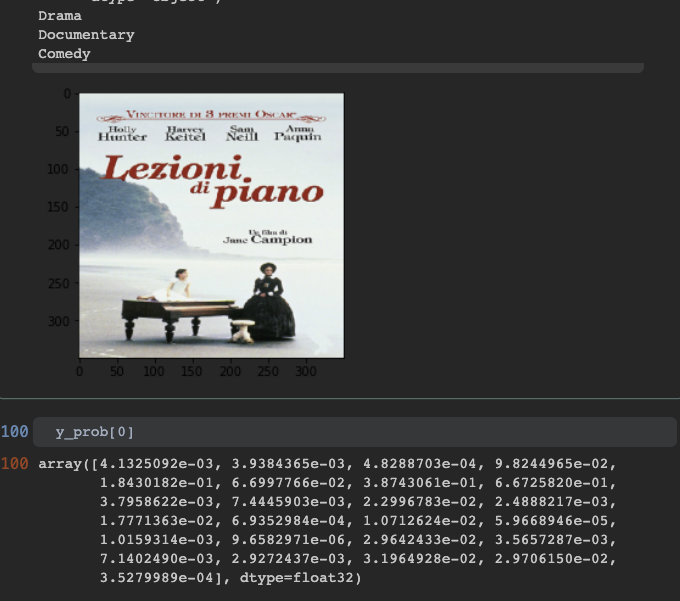 Drama
Documentary
Comedy
0
50
100
150
200
250
300
VINCITORE DI 3 PREMI OSCAR
Holly Hunter Harvey Keitel Sam Neill Anna Paquin
Lezioni
di piano
Un film di
Jane Campion
0 50 100 150 200 250 300
100 y_prob[0]
100 array([4.1325092e-03, 3.9384365e-03, 4.8288703e-04, 9.8244965e-02,
1.8430182e-01, 6.6997766e-02, 3.8743061e-01, 6.6725820e-01,
3.7958622e-03, 7.4445903e-03, 2.2996783e-02, 2.4888217e-03,
1.7771363e-02, 6.9352984e-04, 1.0712624e-02, 5.9668946e-05,
1.0159314e-03, 9.6582971e-06, 2.9642433e-02, 3.5657287e-03,
7.1402490e-03, 2.9272437e-03, 3.1964928e-02, 2.9706150e-02,
3.5279989e-04], dtype=float32)